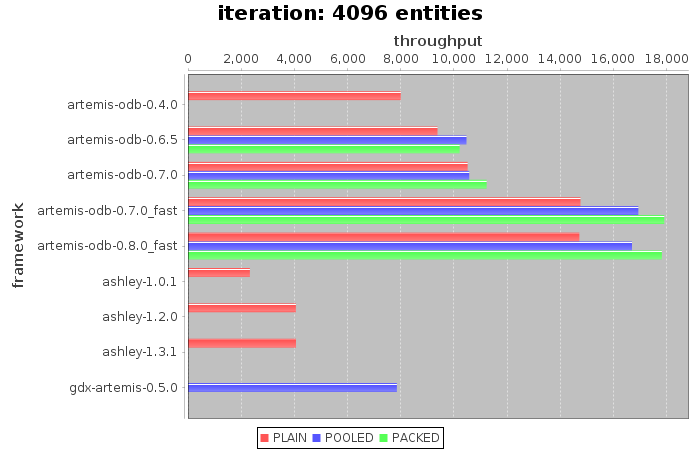 iteration: 4096 entities
throughput
0 2,000 4,000 6,000 8,000 10,000 12,000 14,000 16,000 18,000
framework
artemis-odb-0.4.0
artemis-odb-0.6.5
artemis-odb-0.7.0
artemis-odb-0.7.0_fast
artemis-odb-0.8.0_fast
ashley-1.0.1
ashley-1.2.0
ashley-1.3.1
gdx-artemis-0.5.0
PLAIN POOLED PACKED